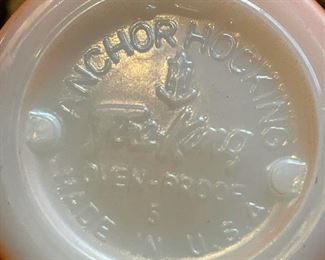 ANCHOR HOCKING
Fire-King
OVEN-PROOF
5
MADE IN U.S.A.